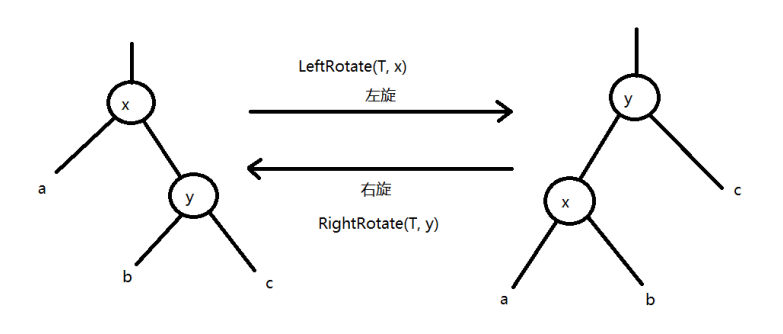 LeftRotate(T, x)
左旋
x
y
a
b
c
右旋
RightRotate(T, y)
y
x
c
a
b